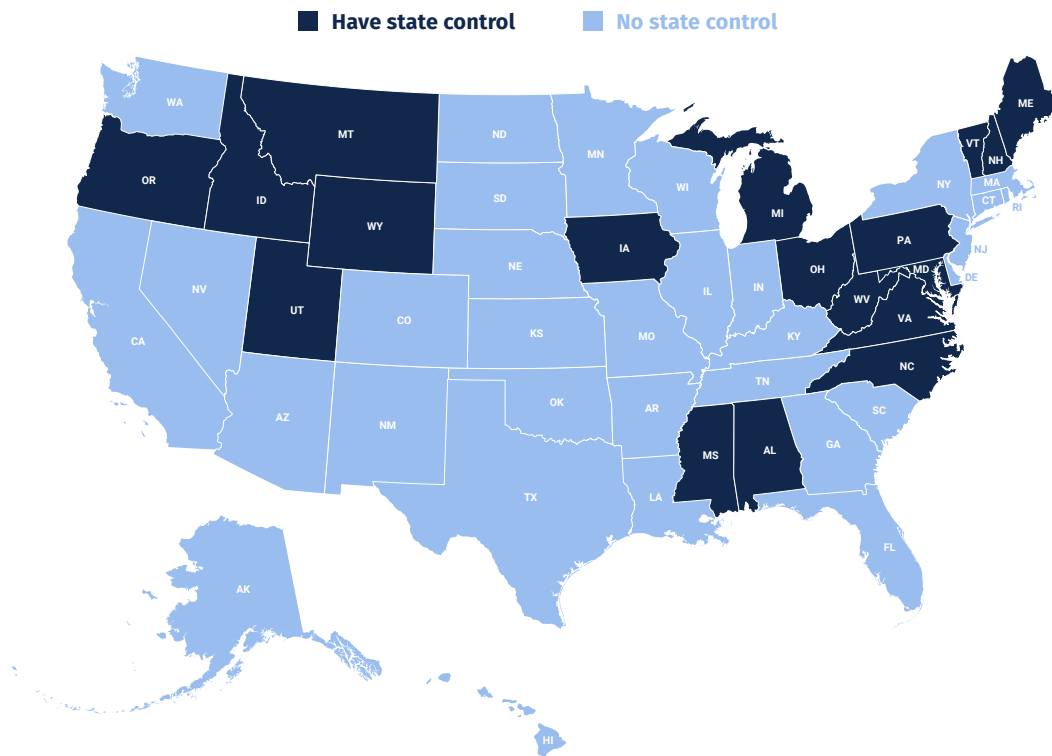 Have state control No state control
WA
ME
MT
ND
MN
VT
NH
OR
ID
SD
WI
NY
MA
CT
RI
WY
MI
IA
PA
NJ
NE
OH
MD
DE
NV
UT
CO
IL
IN
WV
VA
CA
KS
MO
KY
NC
AZ
NM
OK
AR
TN
SC
MS
AL
GA
TX
LA
FL
AK
HI